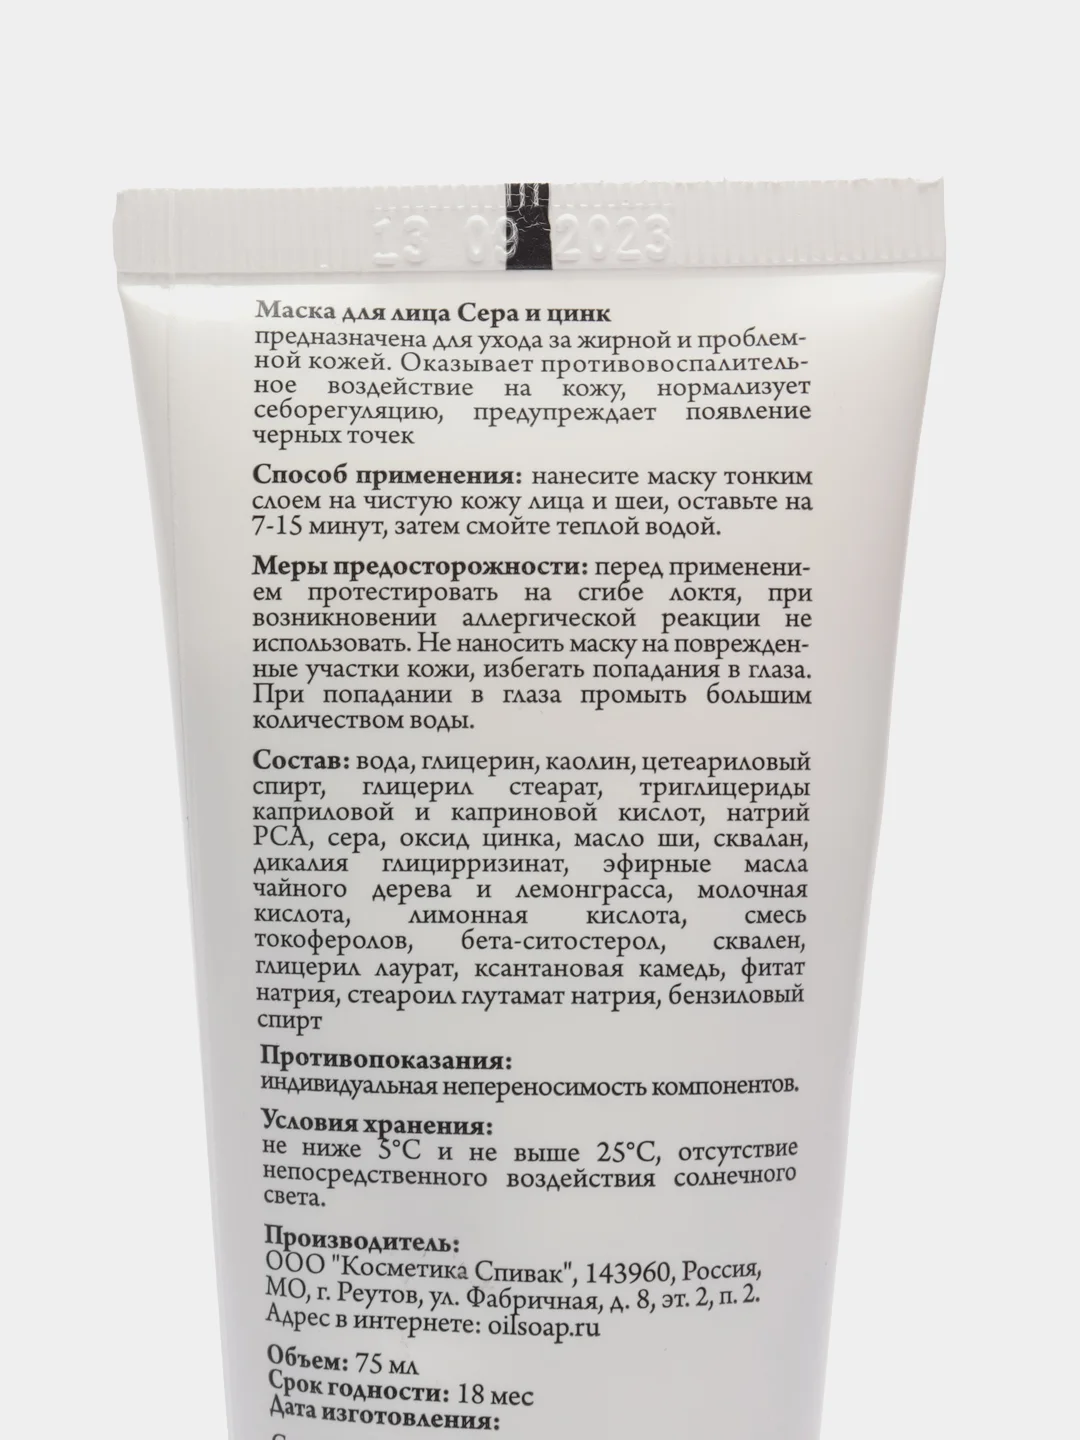 13 09 2023
Маска для лица Сера и цинк
предназначена для ухода за жирной и проблем-
ной кожей. Оказывает противовоспалитель-
ное воздействие на кожу, нормализует
себорегуляцию, предупреждает появление
черных точек
Способ применения: нанесите маску тонким
слоем на чистую кожу лица и шеи, оставьте на
7-15 минут, затем смойте теплой водой.
Меры предосторожности: перед применени-
ем протестировать на сгибе локтя, при
возникновении аллергической реакции не
использовать. Не наносить маску на поврежден-
ные участки кожи, избегать попадания в глаза.
При попадании в глаза промыть большим
количеством воды.
Состав: вода, глицерин, каолин, цетеариловый
спирт, глицерил стеарат, триглицериды
каприловой и каприновой кислот, натрий
PCA, сера, оксид цинка, масло ши, сквалан,
дикалия глицирризинат, эфирные масла
чайного дерева и лемонграсса, молочная
кислота, лимонная кислота, смесь
токоферолов, бета-ситостерол, сквален,
глицерил лаурат, ксантановая камедь, фитат
натрия, стеароил глутамат натрия, бензиловый
спирт
Противопоказания:
индивидуальная непереносимость компонентов.
Условия хранения:
не ниже 5°C и не выше 25°C, отсутствие
непосредственного воздействия солнечного
света.
Производитель:
ООО "Косметика Спивак", 143960, Россия,
МО, г. Реутов, ул. Фабричная, д. 8, эт. 2, п. 2.
Адрес в интернете: oilsoap.ru
Объем: 75 мл
Срок годности: 18 мес
Дата изготовления: